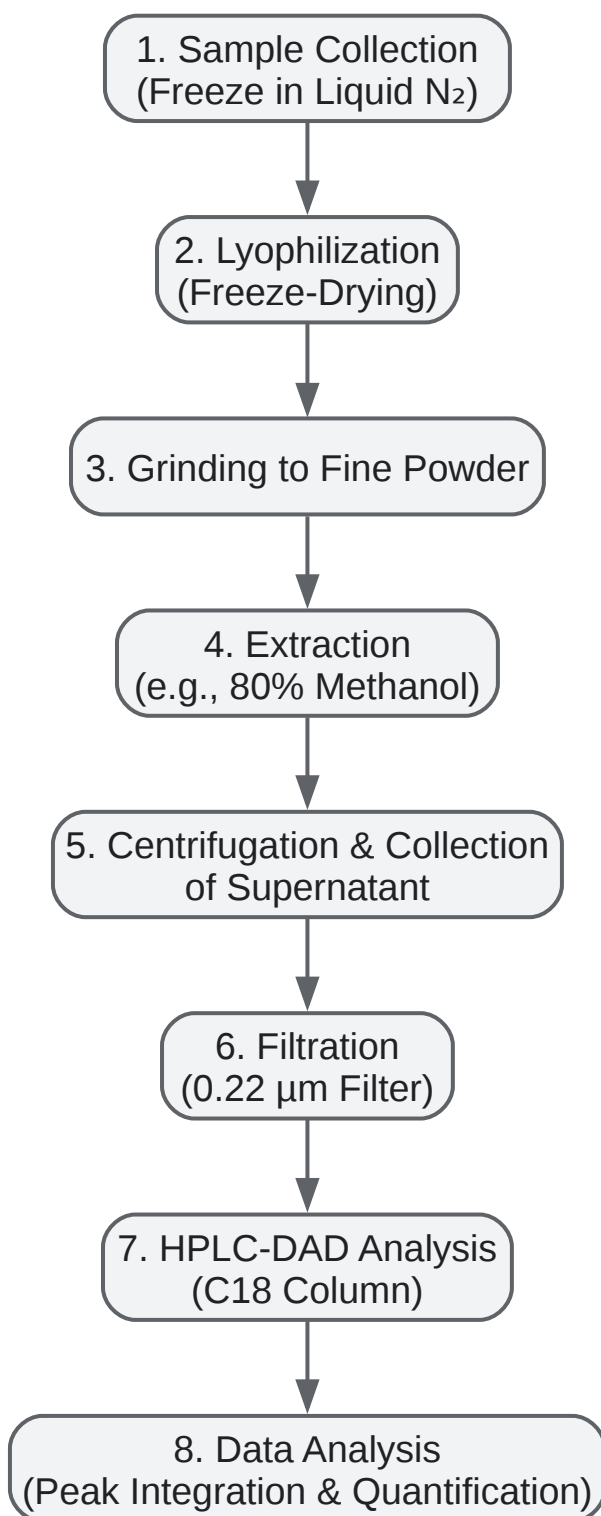 1. Sample Collection
(Freeze in Liquid N₂)
2. Lyophilization
(Freeze-Drying)
3. Grinding to Fine Powder
4. Extraction
(e.g., 80% Methanol)
5. Centrifugation & Collection
of Supernatant
6. Filtration
(0.22 µm Filter)
7. HPLC-DAD Analysis
(C18 Column)
8. Data Analysis
(Peak Integration & Quantification)